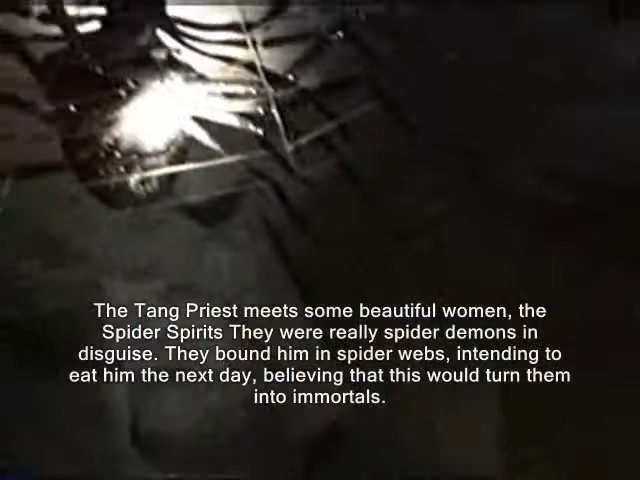 The Tang Priest meets some beautiful women, the
Spider Spirits They were really spider demons in
disguise. They bound him in spider webs, intending to
eat him the next day, believing that this would turn them
into immortals.